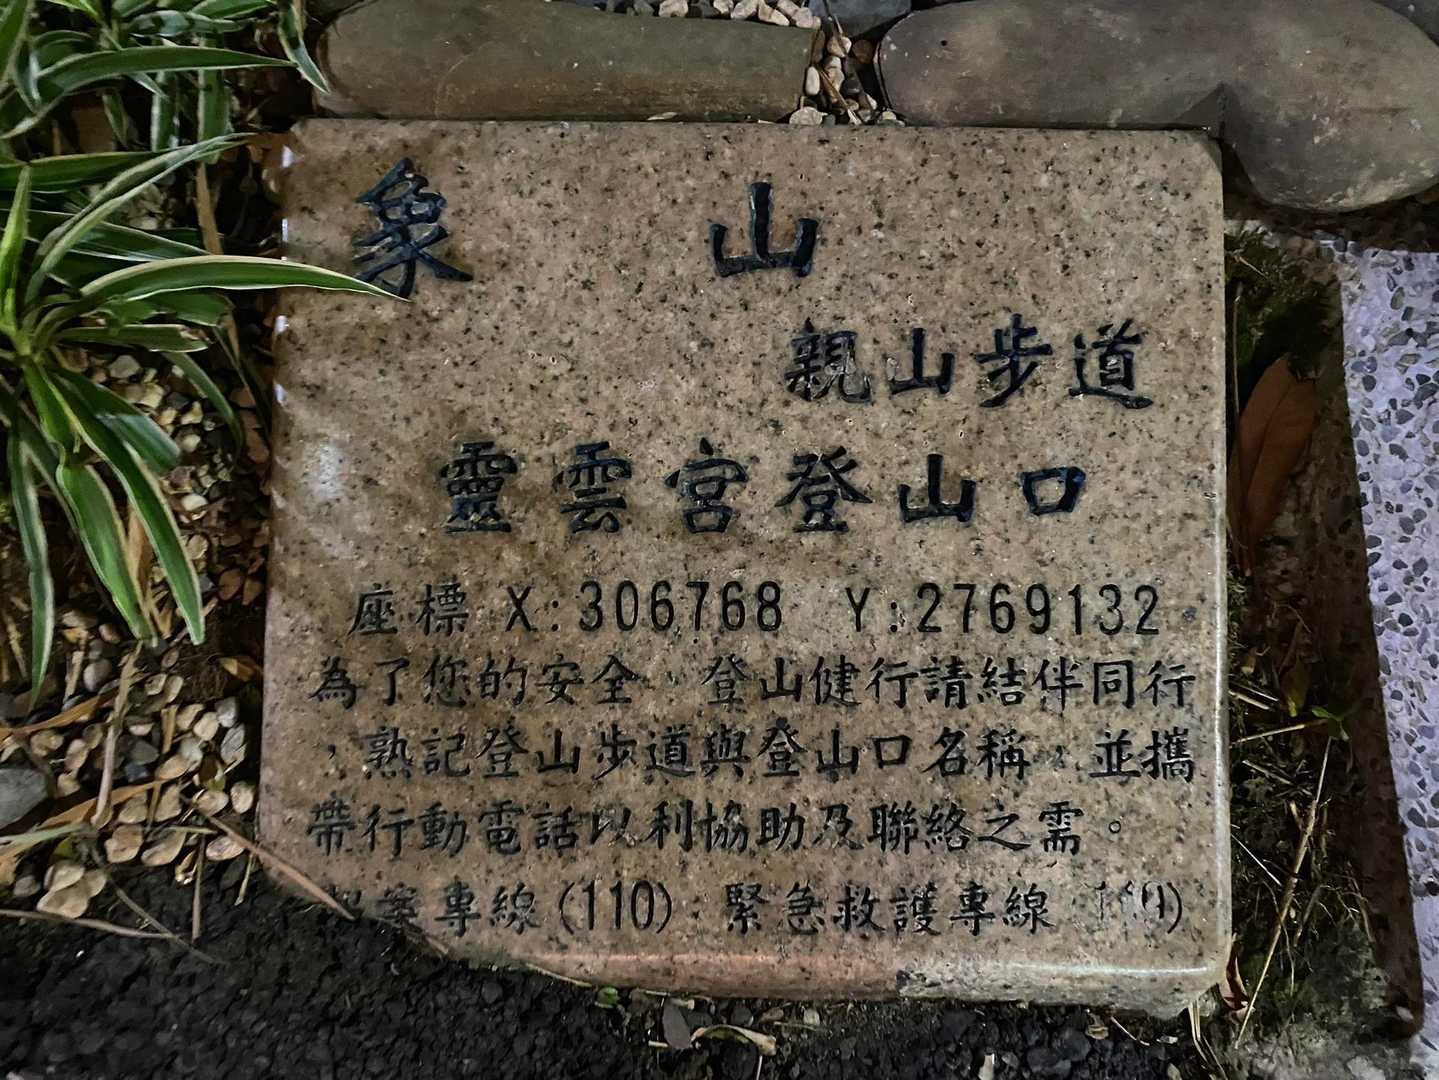 象山
親山步道
靈雲宮登山口
座標 X:306768 Y:2769132。
為了您的安全、登山健行請結伴同行
，熟記登山步道與登山口名稱，並攜
帶行動電話以利協助及聯絡之需。
報案專線(110) 緊急救護專線(119)